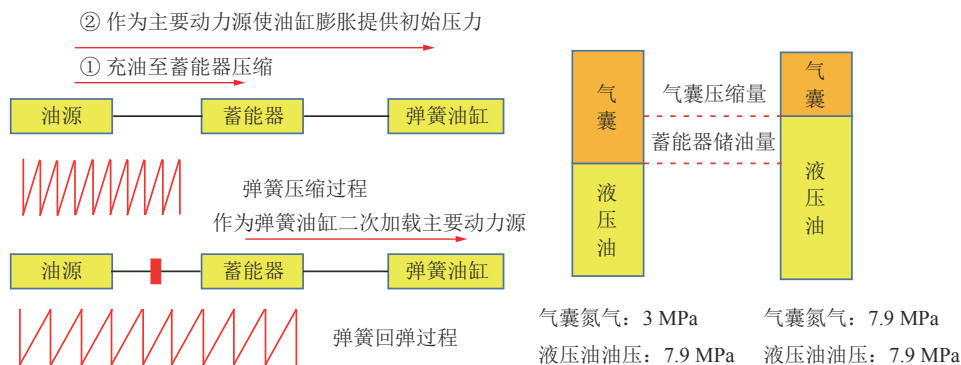 ② 作为主要动力源使油缸膨胀提供初始压力
① 充油至蓄能器压缩
油源
蓄能器
弹簧油缸
弹簧压缩过程
作为弹簧油缸二次加载主要动力源
油源
蓄能器
弹簧油缸
弹簧回弹过程
气囊
液压油
气囊压缩量
蓄能器储油量
气囊
液压油
气囊氮气：3 MPa
液压油油压：7.9 MPa
气囊氮气：7.9 MPa
液压油油压：7.9 MPa